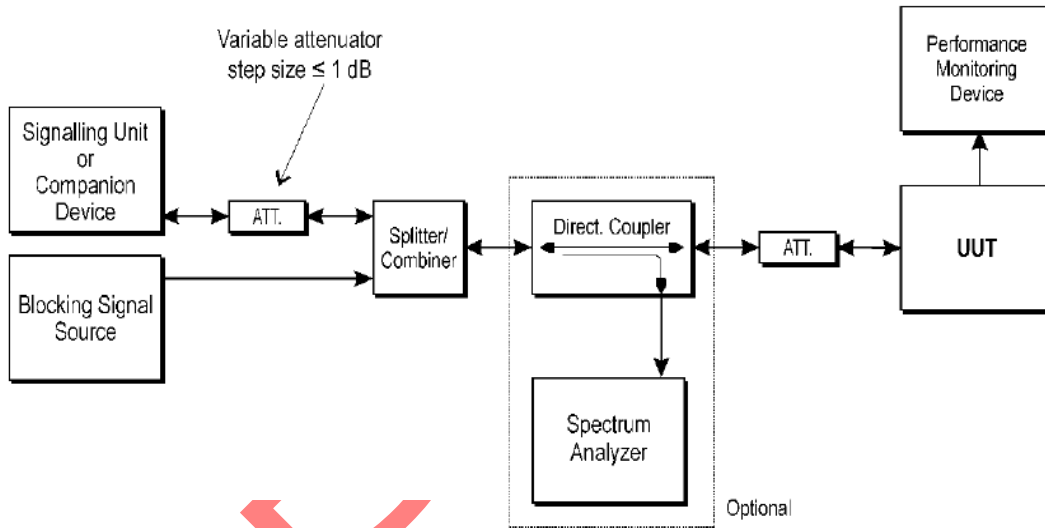 Variable attenuator
step size ≤ 1 dB
Performance
Monitoring
Device
Signalling Unit
or
Companion
Device
ATT.
Splitter/
Combiner
Direct. Coupler
ATT.
UUT
Blocking Signal
Source
Spectrum
Analyzer
Optional